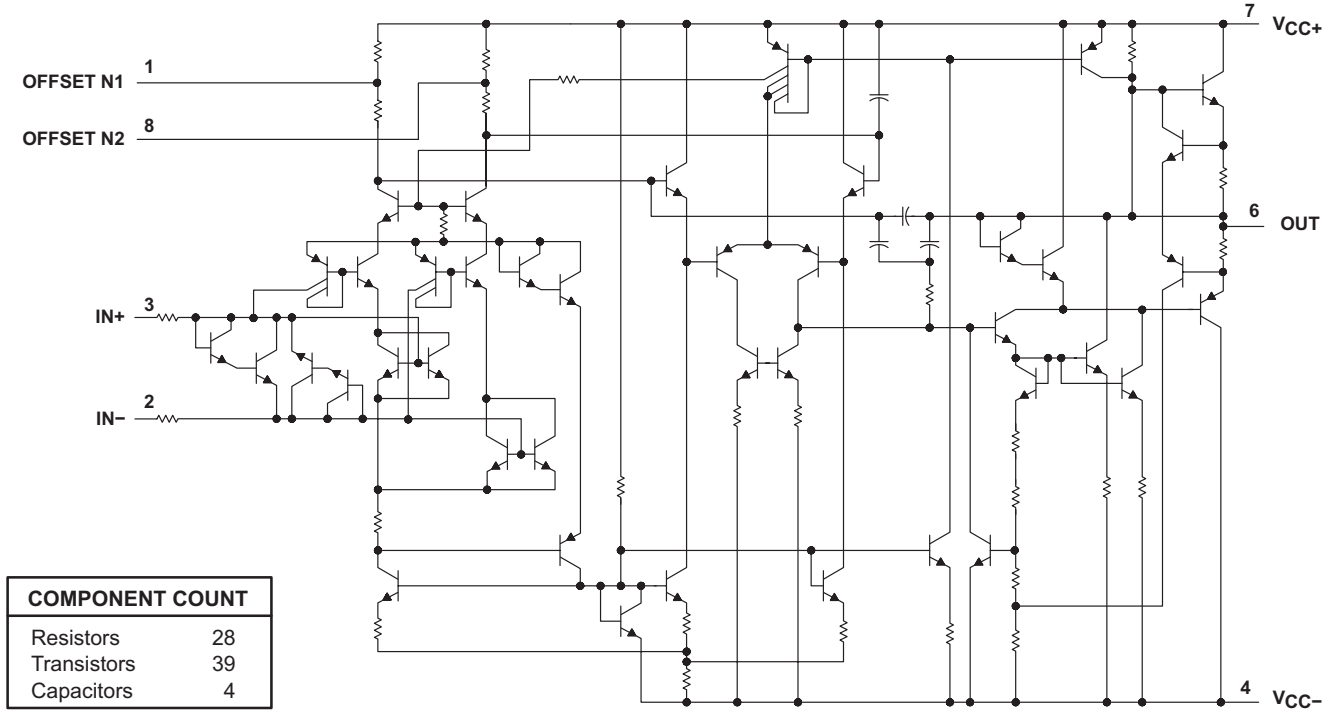 7
VCC+
1
OFFSET N1
8
OFFSET N2
6
OUT
3
IN+
2
IN−
COMPONENT COUNT
Resistors 28
Transistors 39
Capacitors 4
4
VCC−